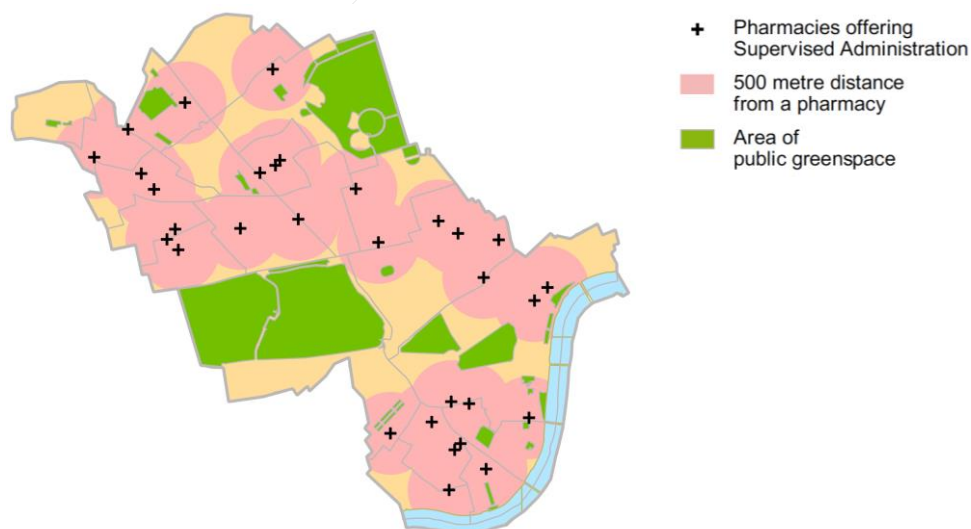 Pharmacies offering
Supervised Administration
500 metre distance
from a pharmacy
Area of
public greenspace